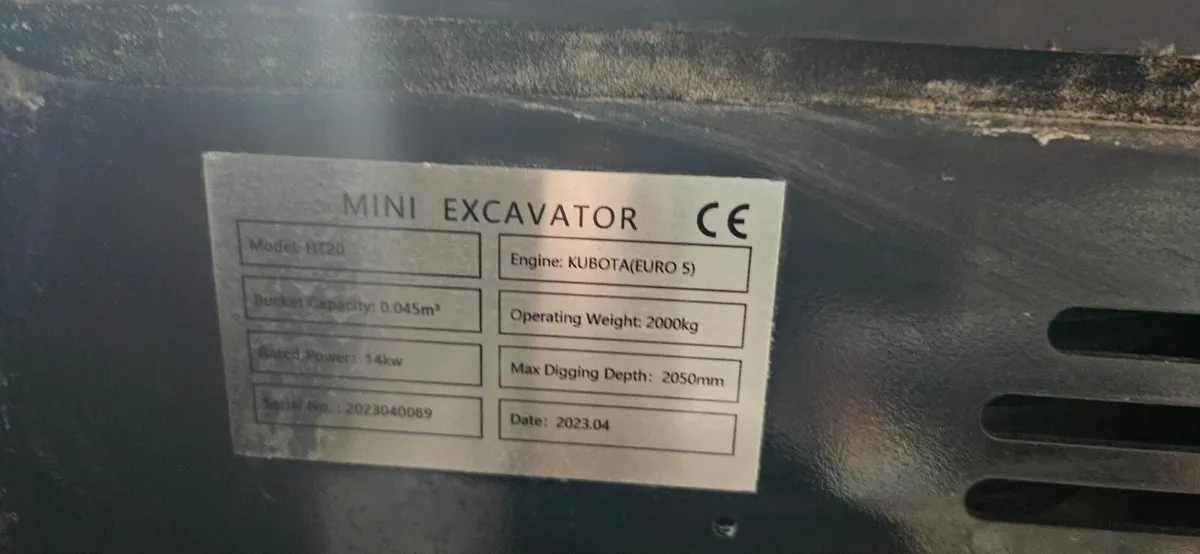 MINI EXCAVATOR CE
Model: HT20 Engine: KUBOTA(EURO 5)
Bucket Capacity: 0.045m³ Operating Weight: 2000kg
Rated Power: 14kw Max Digging Depth: 2050mm
Serial No.: 2023040089 Date: 2023.04